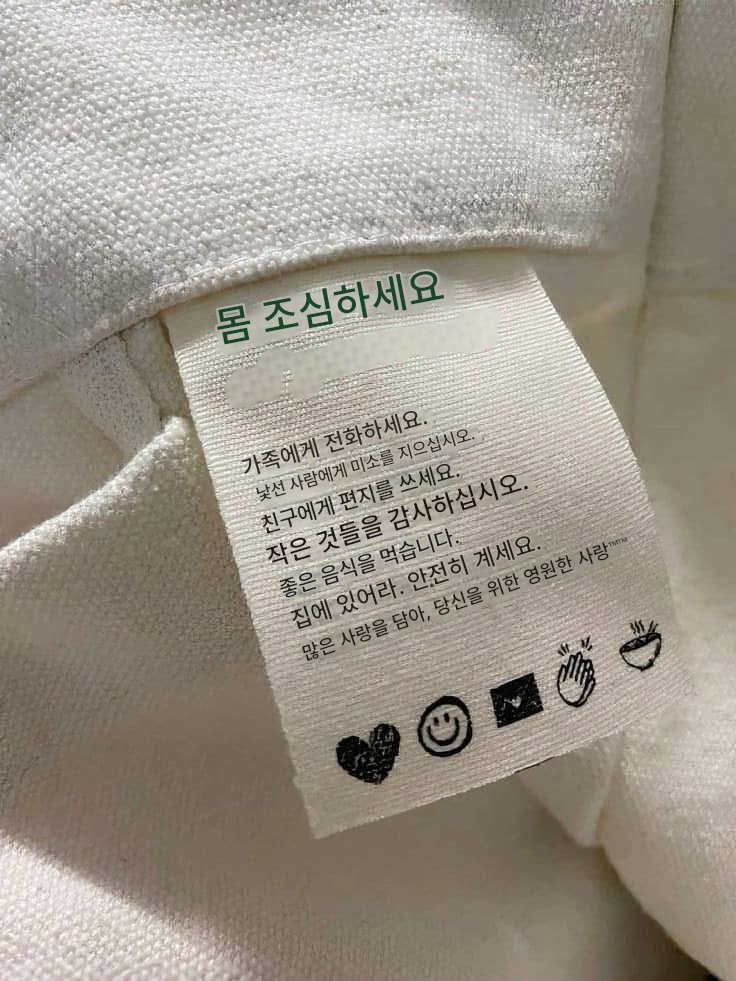 몸 조심하세요
가족에게 전화하세요.
낯선 사람에게 미소를 지으십시오.
친구에게 편지를 쓰세요.
작은 것들을 감사하십시오.
좋은 음식을 먹습니다.
집에 있어라. 안전히 계세요.
많은 사랑을 담아, 당신을 위한 영원한 사랑™™